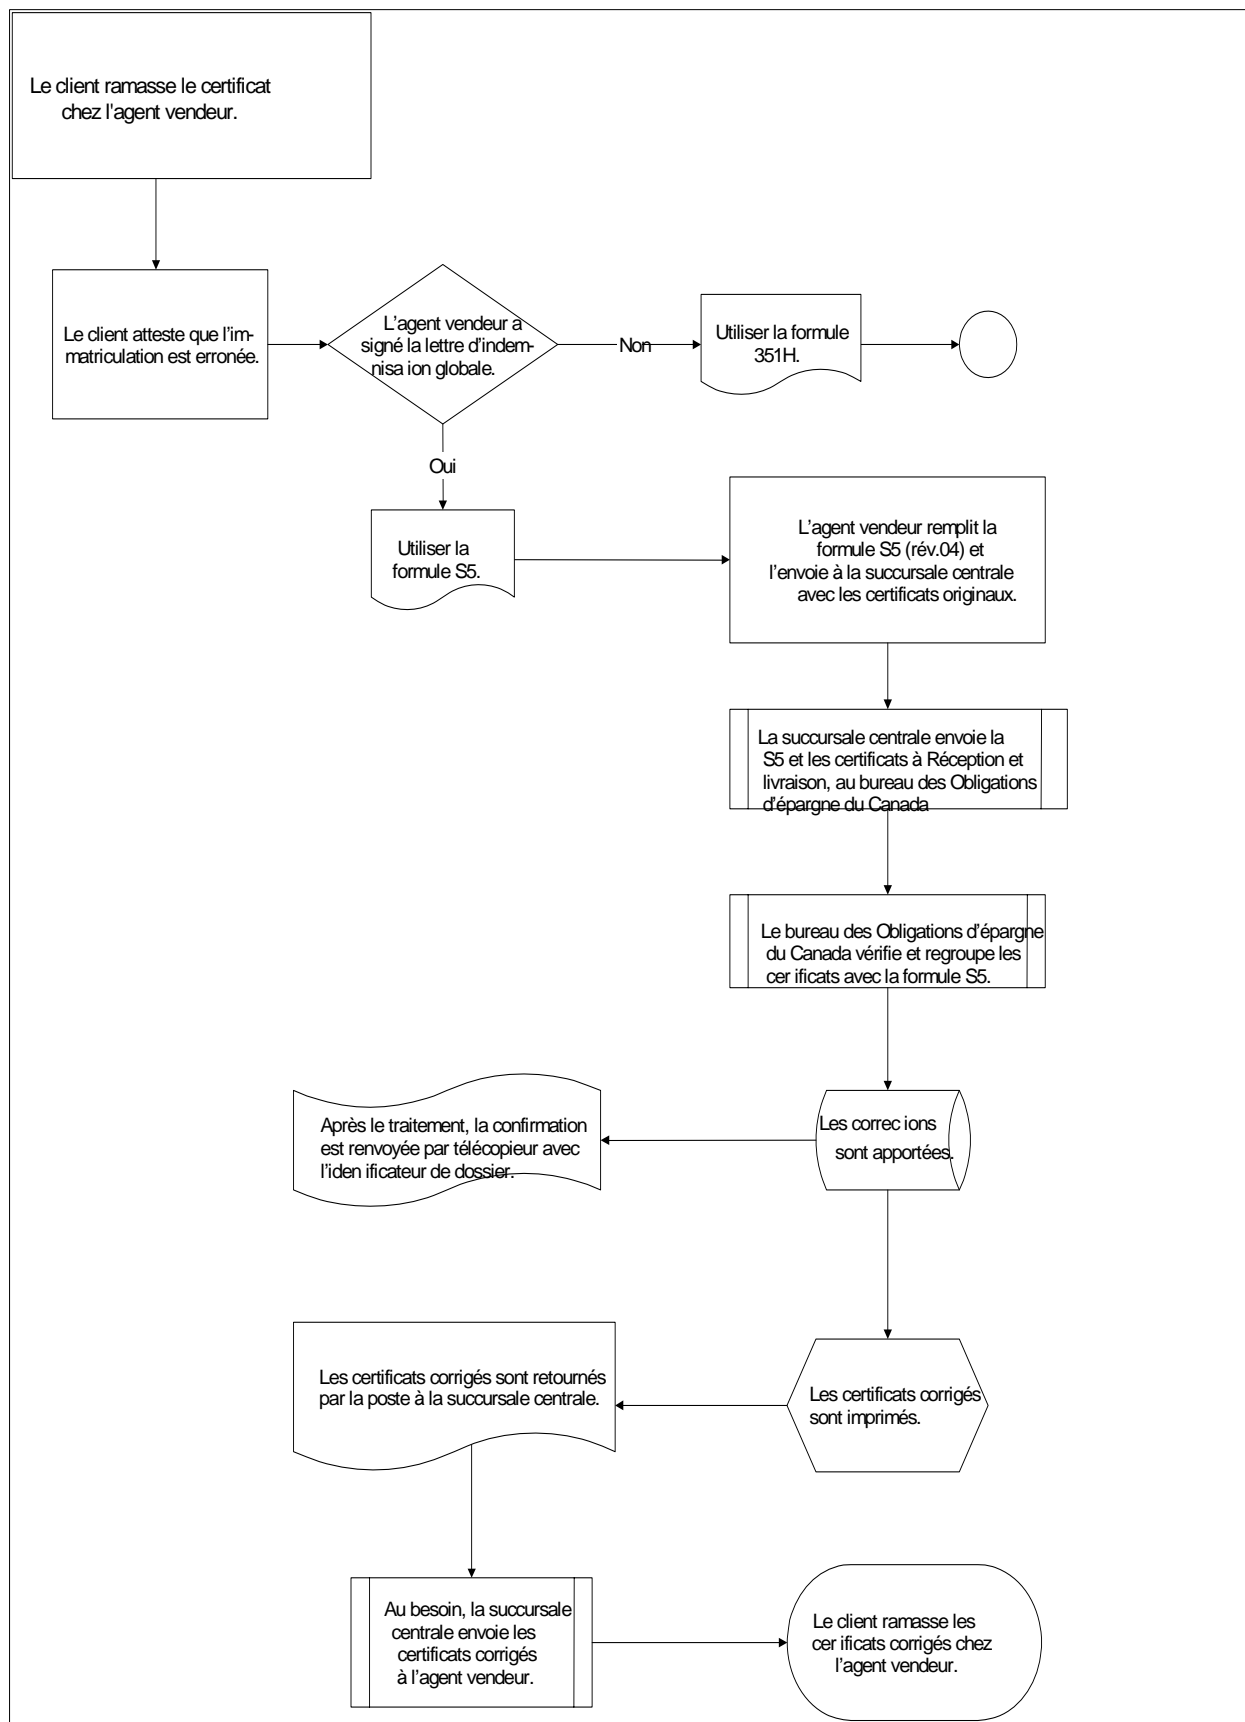 Le client ramasse le certificat
chez l'agent vendeur.
Le client atteste que l'im-
matriculation est erronée.
L'agent vendeur a
signé la lettre d'indem-
nisa ion globale.
Non
Utiliser la formule
351H.
Oui
Utiliser la
formule S5.
L'agent vendeur remplit la
formule S5 (rév.04) et
l'envoie à la succursale centrale
avec les certificats originaux.
La succursale centrale envoie la
S5 et les certificats à Réception et
livraison, au bureau des Obligations
d'épargne du Canada
Le bureau des Obligations d'épargne
du Canada vérifie et regroupe les
cer ificats avec la formule S5.
Après le traitement, la confirmation
est renvoyée par télécopieur avec
l'iden ificateur de dossier.
Les correc ions
sont apportées.
Les certificats corrigés sont retournés
par la poste à la succursale centrale.
Les certificats corrigés
sont imprimés.
Au besoin, la succursale
centrale envoie les
certificats corrigés
à l'agent vendeur.
Le client ramasse les
cer ificats corrigés chez
l'agent vendeur.